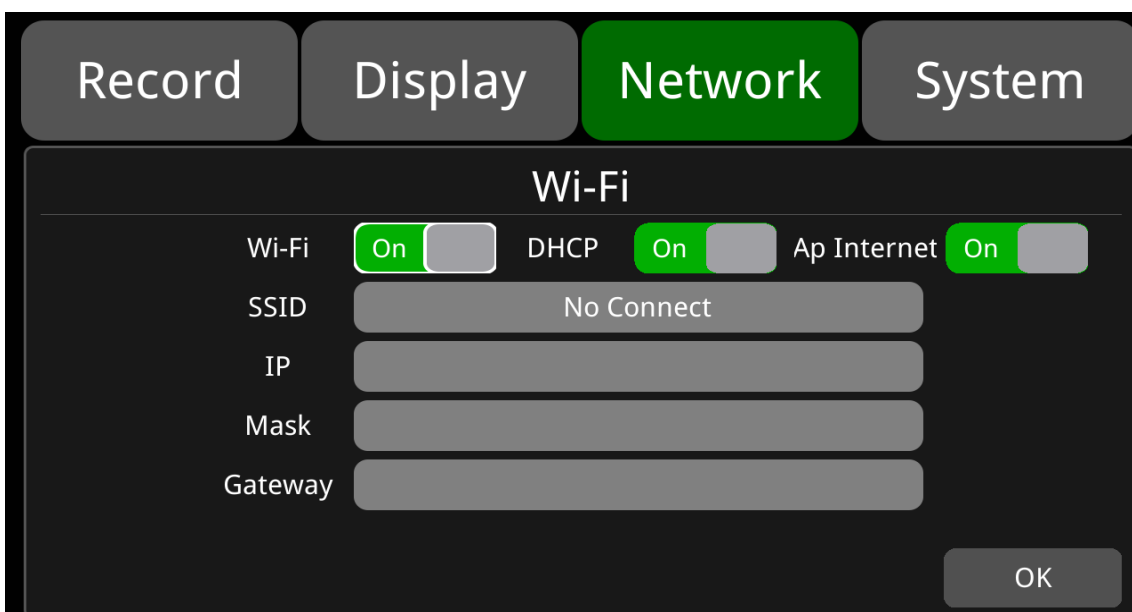 Record Display Network System
Wi-Fi
Wi-Fi On DHCP On Ap Internet On
SSID No Connect
IP
Mask
Gateway
OK